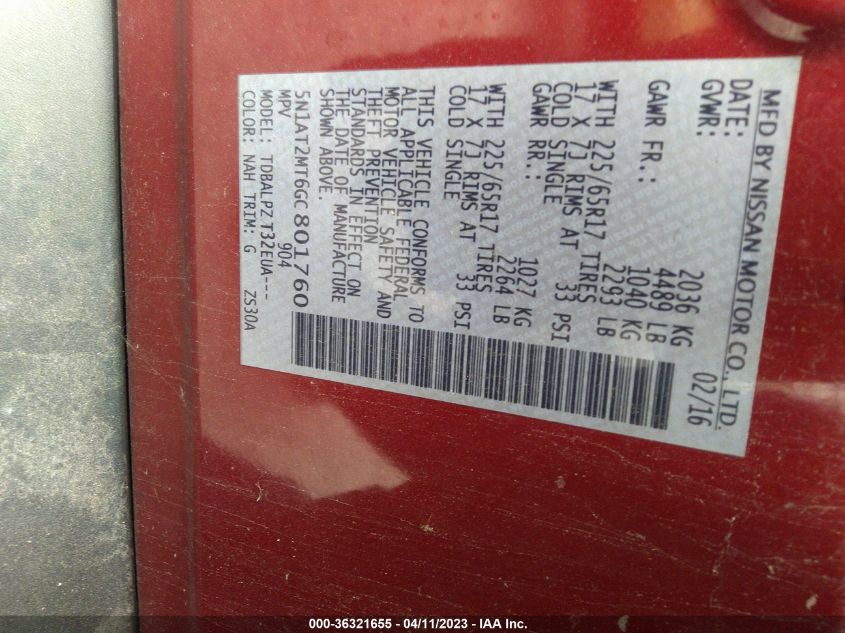 MFD BY NISSAN MOTOR CO., LTD.
DATE: 02/16
GVWR: 2036 KG
4489 LB
GAWR FR.: 1040 KG
WITH 225/65R17 TIRES 2293 LB
17 X 7J RIMS AT 33 PSI
COLD SINGLE
GAWR RR.: 1027 KG
WITH 225/65R17 TIRES 2264 LB
17 X 7J RIMS AT 33 PSI
COLD SINGLE
THIS VEHICLE CONFORMS TO
ALL APPLICABLE FEDERAL
MOTOR VEHICLE SAFETY AND
THEFT PREVENTION
STANDARDS IN EFFECT ON
THE DATE OF MANUFACTURE
SHOWN ABOVE.
5N1AT2MT6GC801760
MPV 904
MODEL: TDBALPZ T32EUA---
COLOR: NAH TRIM: G ZS30A
000-36321655 - 04/11/2023 - IAA Inc.